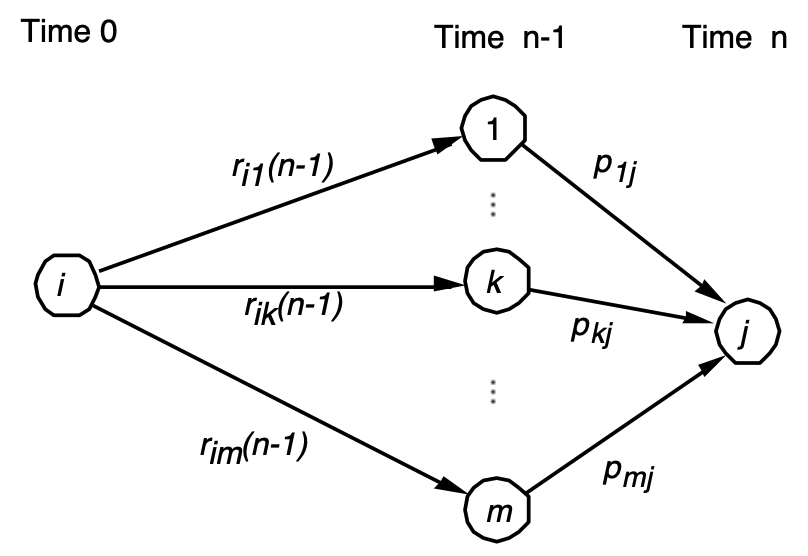 Time 0 Time n-1 Time n
1
r_{i1}(n-1)
p_{1j}
⋮
i
k
r_{ik}(n-1)
p_{kj}
j
⋮
r_{im}(n-1)
p_{mj}
m